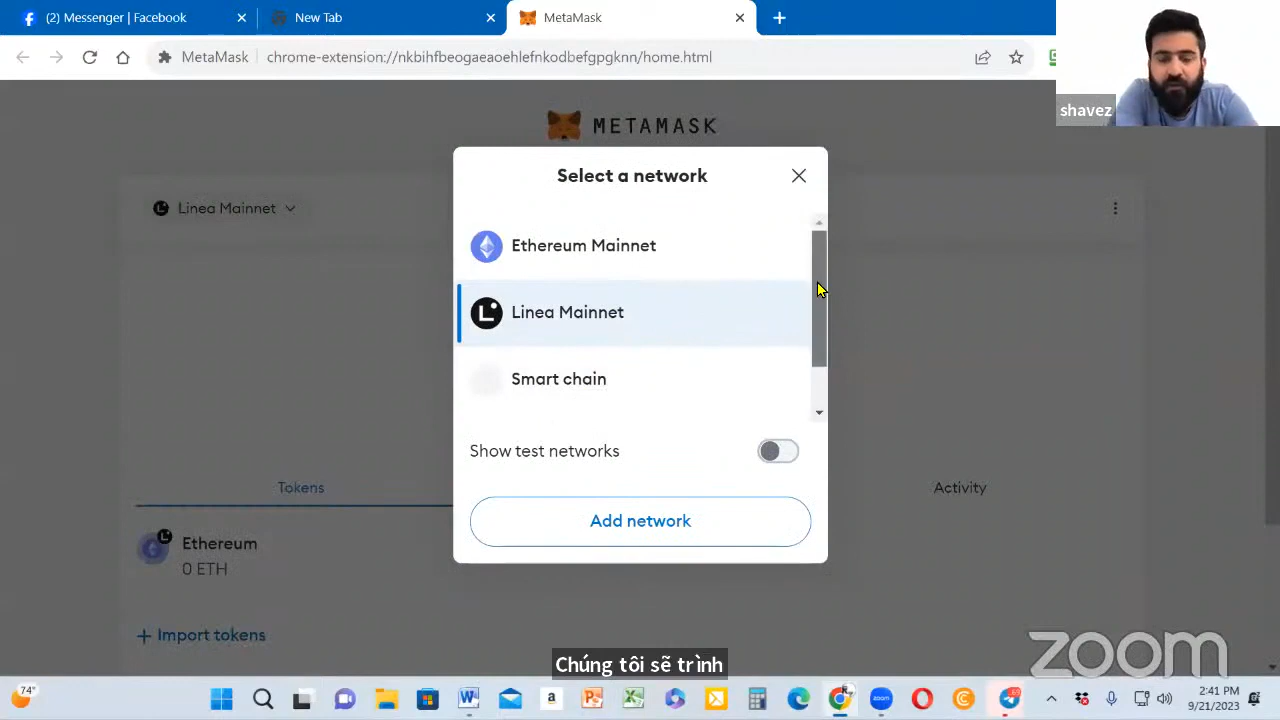 (2) Messenger | Facebook
New Tab
MetaMask
MetaMask
chrome-extension://nkbihfbeogaeaoehlefnkodbefgpgknn/home.html
shavez
METAMASK
Select a network
Linea Mainnet
Ethereum Mainnet
Linea Mainnet
Smart chain
Show test networks
Tokens
Activity
Add network
Ethereum
0 ETH
Import tokens
Chúng tôi sẽ trình
zoom
74°
2:41 PM
9/21/2023